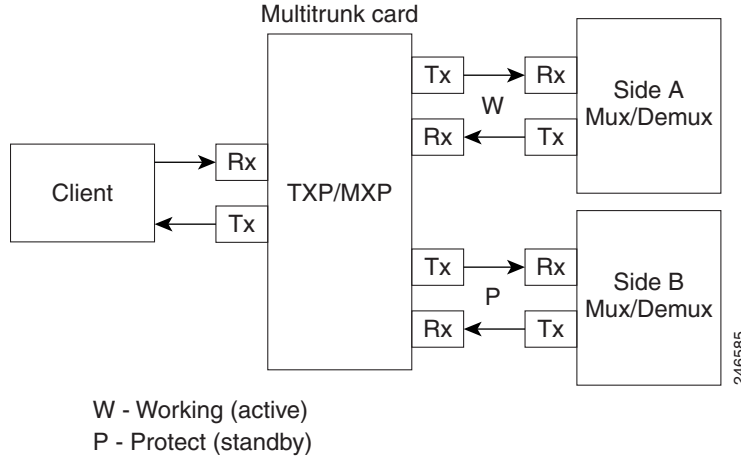 Multitrunk card
Tx
Rx
Side A
Mux/Demux
W
Rx
Tx
Client
Rx
TXP/MXP
Tx
Tx
Rx
Side B
Mux/Demux
P
Rx
Tx
246585
W - Working (active)
P - Protect (standby)